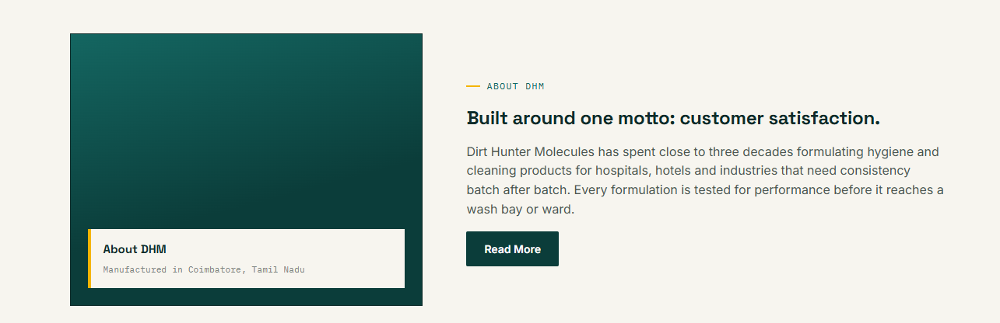 ABOUT DHM
Built around one motto: customer satisfaction.
Dirt Hunter Molecules has spent close to three decades formulating hygiene and
cleaning products for hospitals, hotels and industries that need consistency
batch after batch. Every formulation is tested for performance before it reaches a
wash bay or ward.
Read More
About DHM
Manufactured in Coimbatore, Tamil Nadu